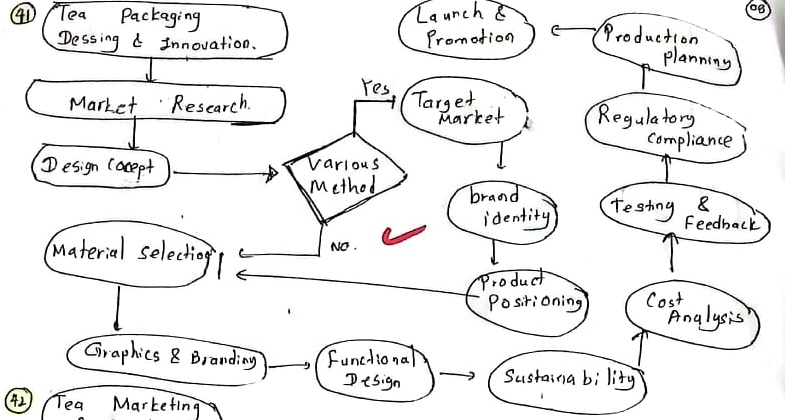 41
Tea Packaging
Dessing & Innovation.
Market Research.
Design Copept
Various
Method
Yes
Target
Market
brand
identity
Product
Positioning
No.
Material Selection
Graphics & Branding
Functional
Design
Sustainability
Cost
Analysis
Testing &
Feedback
Regulatory
Compliance
Production
Planning
Launch &
Promotion
08
42
Tea Marketing